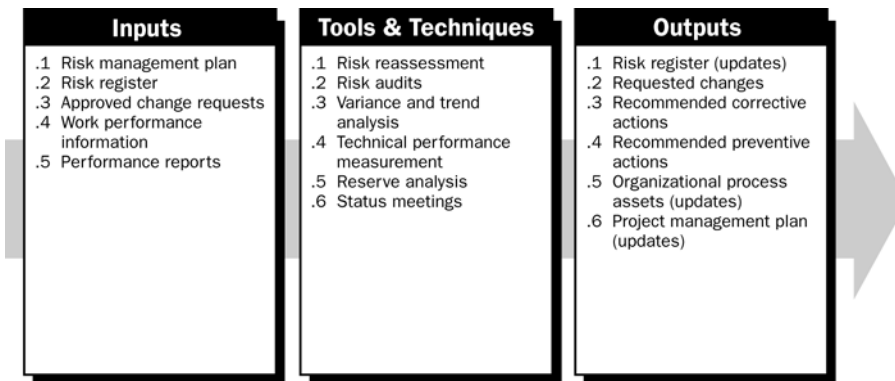 Inputs
.1 Risk management plan
.2 Risk register
.3 Approved change requests
.4 Work performance
information
.5 Performance reports
Tools & Techniques
.1 Risk reassessment
.2 Risk audits
.3 Variance and trend
analysis
.4 Technical performance
measurement
.5 Reserve analysis
.6 Status meetings
Outputs
.1 Risk register (updates)
.2 Requested changes
.3 Recommended corrective
actions
.4 Recommended preventive
actions
.5 Organizational process
assets (updates)
.6 Project management plan
(updates)